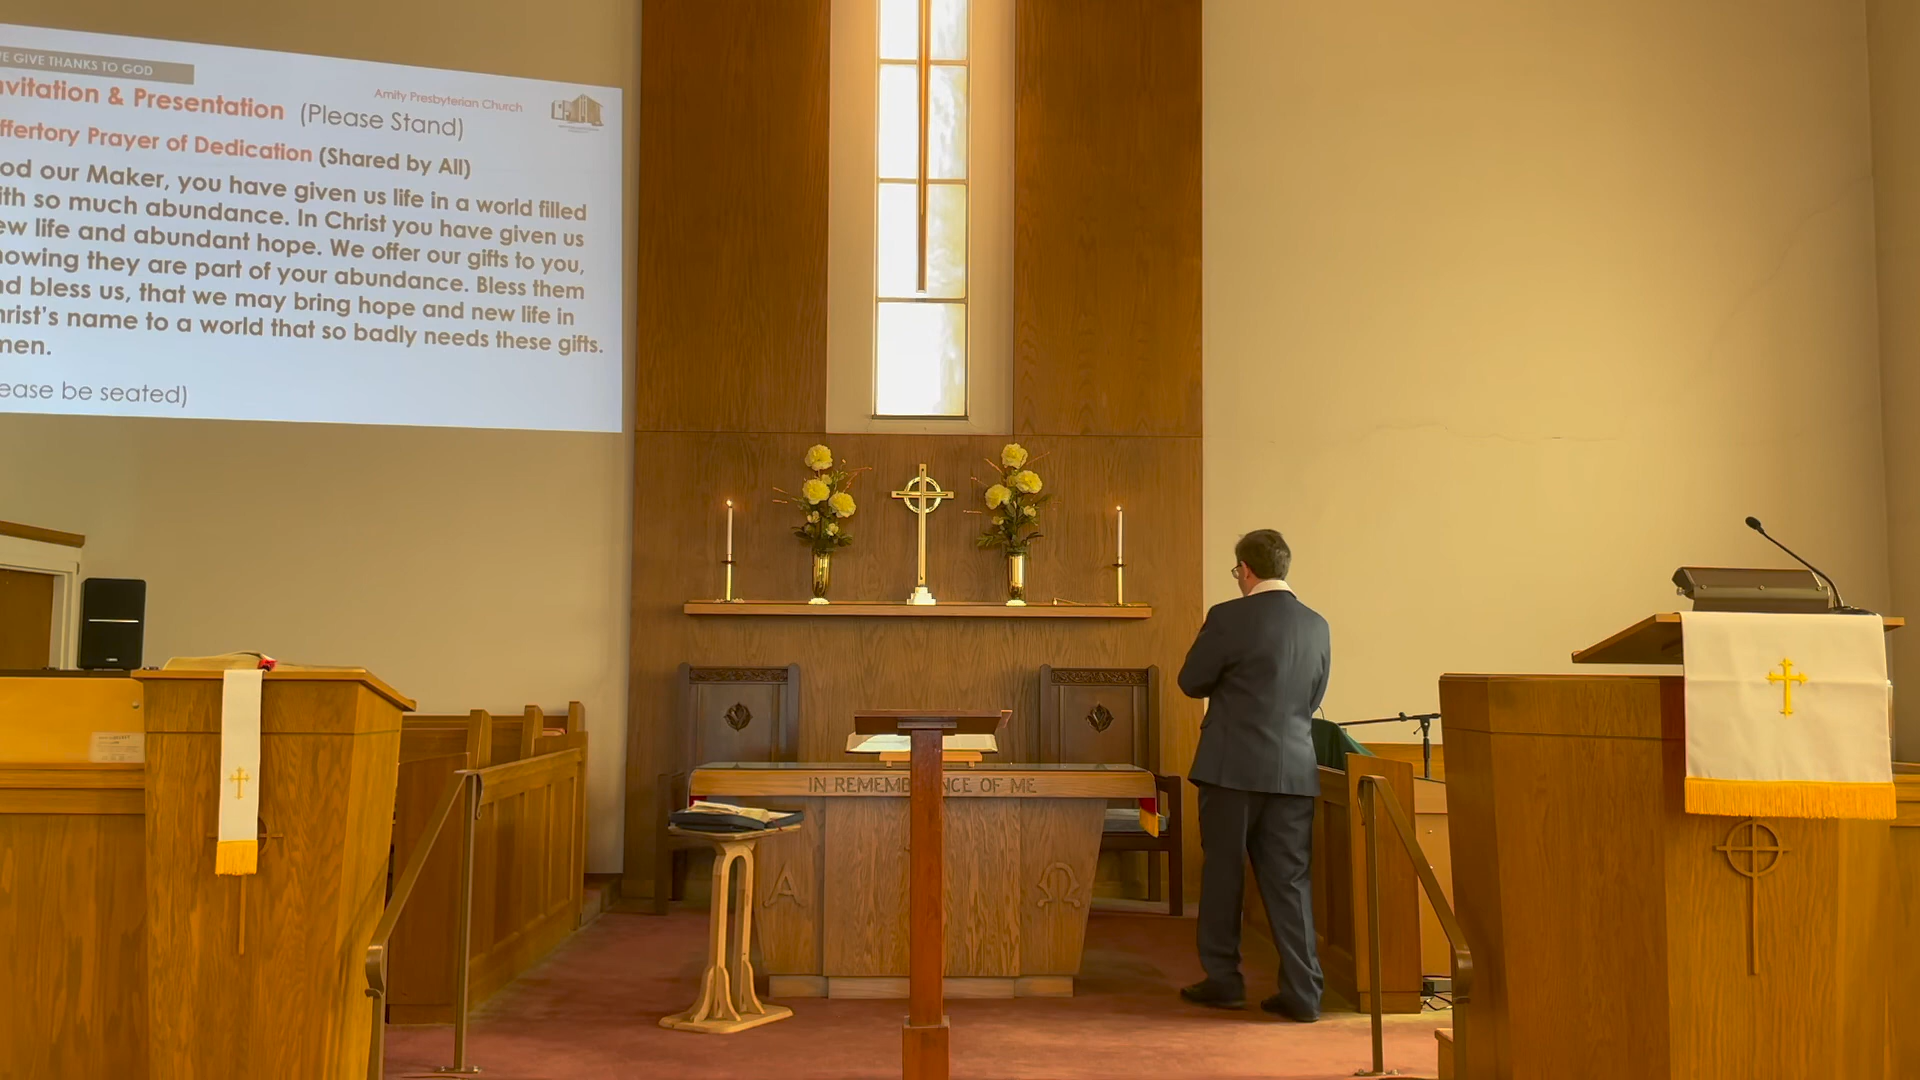 E GIVE THANKS TO GOD
nvitation & Presentation (Please Stand)
Amity Presbyterian Church
ffertory Prayer of Dedication (Shared by All)
od our Maker, you have given us life in a world filled
ith so much abundance. In Christ you have given us
ew life and abundant hope. We offer our gifts to you,
nowing they are part of your abundance. Bless them
nd bless us, that we may bring hope and new life in
hrist's name to a world that so badly needs these gifts.
men.
ease be seated)
IN REMEMB NCE OF ME
Α Ω